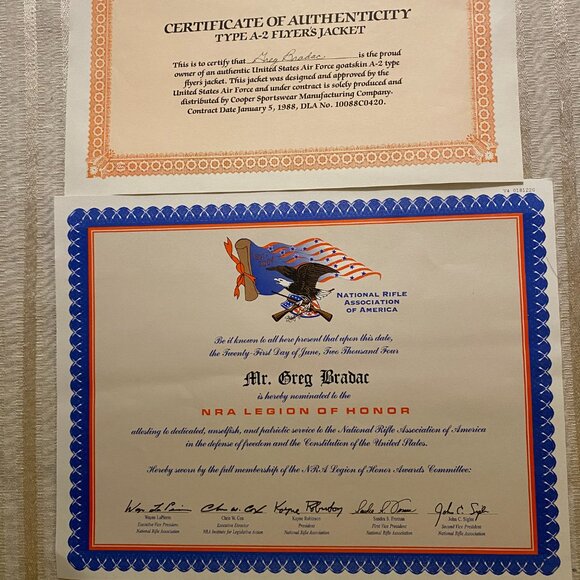 CERTIFICATE OF AUTHENTICITY
TYPE A-2 FLYER'S JACKET
This is to certify that Greg Bradac is the proud
owner of an authentic United States Air Force goatskin A-2 type
flyers jacket. This jacket was designed and approved by the
United States Air Force and under contract is solely produced and
distributed by Cooper Sportswear Manufacturing Company.
Contract Date January 5, 1988, DLA No. 10088C0420.
V4 0181220
NATIONAL RIFLE
ASSOCIATION
OF AMERICA
Be it known to all here present that upon this date,
the Twenty-First Day of June, Two Thousand Four
Mr. Greg Bradac
is hereby nominated to the
NRA LEGION OF HONOR
attesting to dedicated, unselfish, and patriotic service to the National Rifle Association of America
in the defense of freedom and the Constitution of the United States.
Hereby sworn by the full membership of the NRA Legion of Honor Awards Committee:
Wayne LaPierre Chris W. Cox Kayne Robinson Sandra S. Froman John C. Sigler
Executive Vice President Executive Director President First Vice President Second Vice President
National Rifle Association NRA Institute for Legislative Action National Rifle Association National Rifle Association National Rifle Association